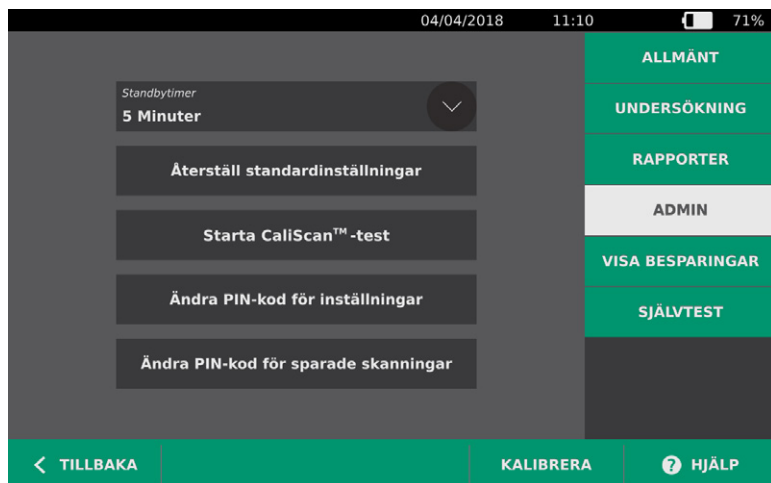 04/04/2018 11:10 71%
Standbytimer
5 Minuter
Återställ standardinställningar
Starta CaliScan™-test
Ändra PIN-kod för inställningar
Ändra PIN-kod för sparade skanningar
ALLMÄNT
UNDERSÖKNING
RAPPORTER
ADMIN
VISA BESPARINGAR
SJÄLVTEST
TILLBAKA
KALIBRERA
? HJÄLP